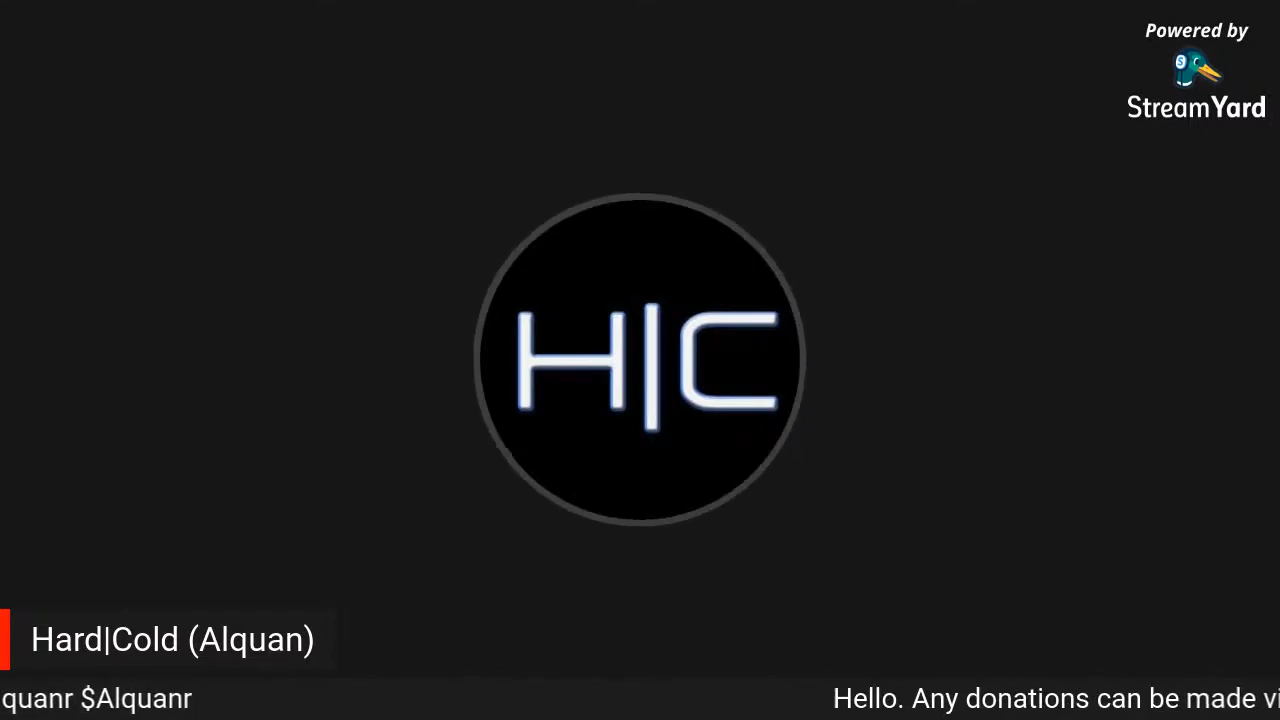 Powered by
StreamYard
H|C
Hard|Cold (Alquan)
quanr $Alquanr
Hello. Any donations can be made vi